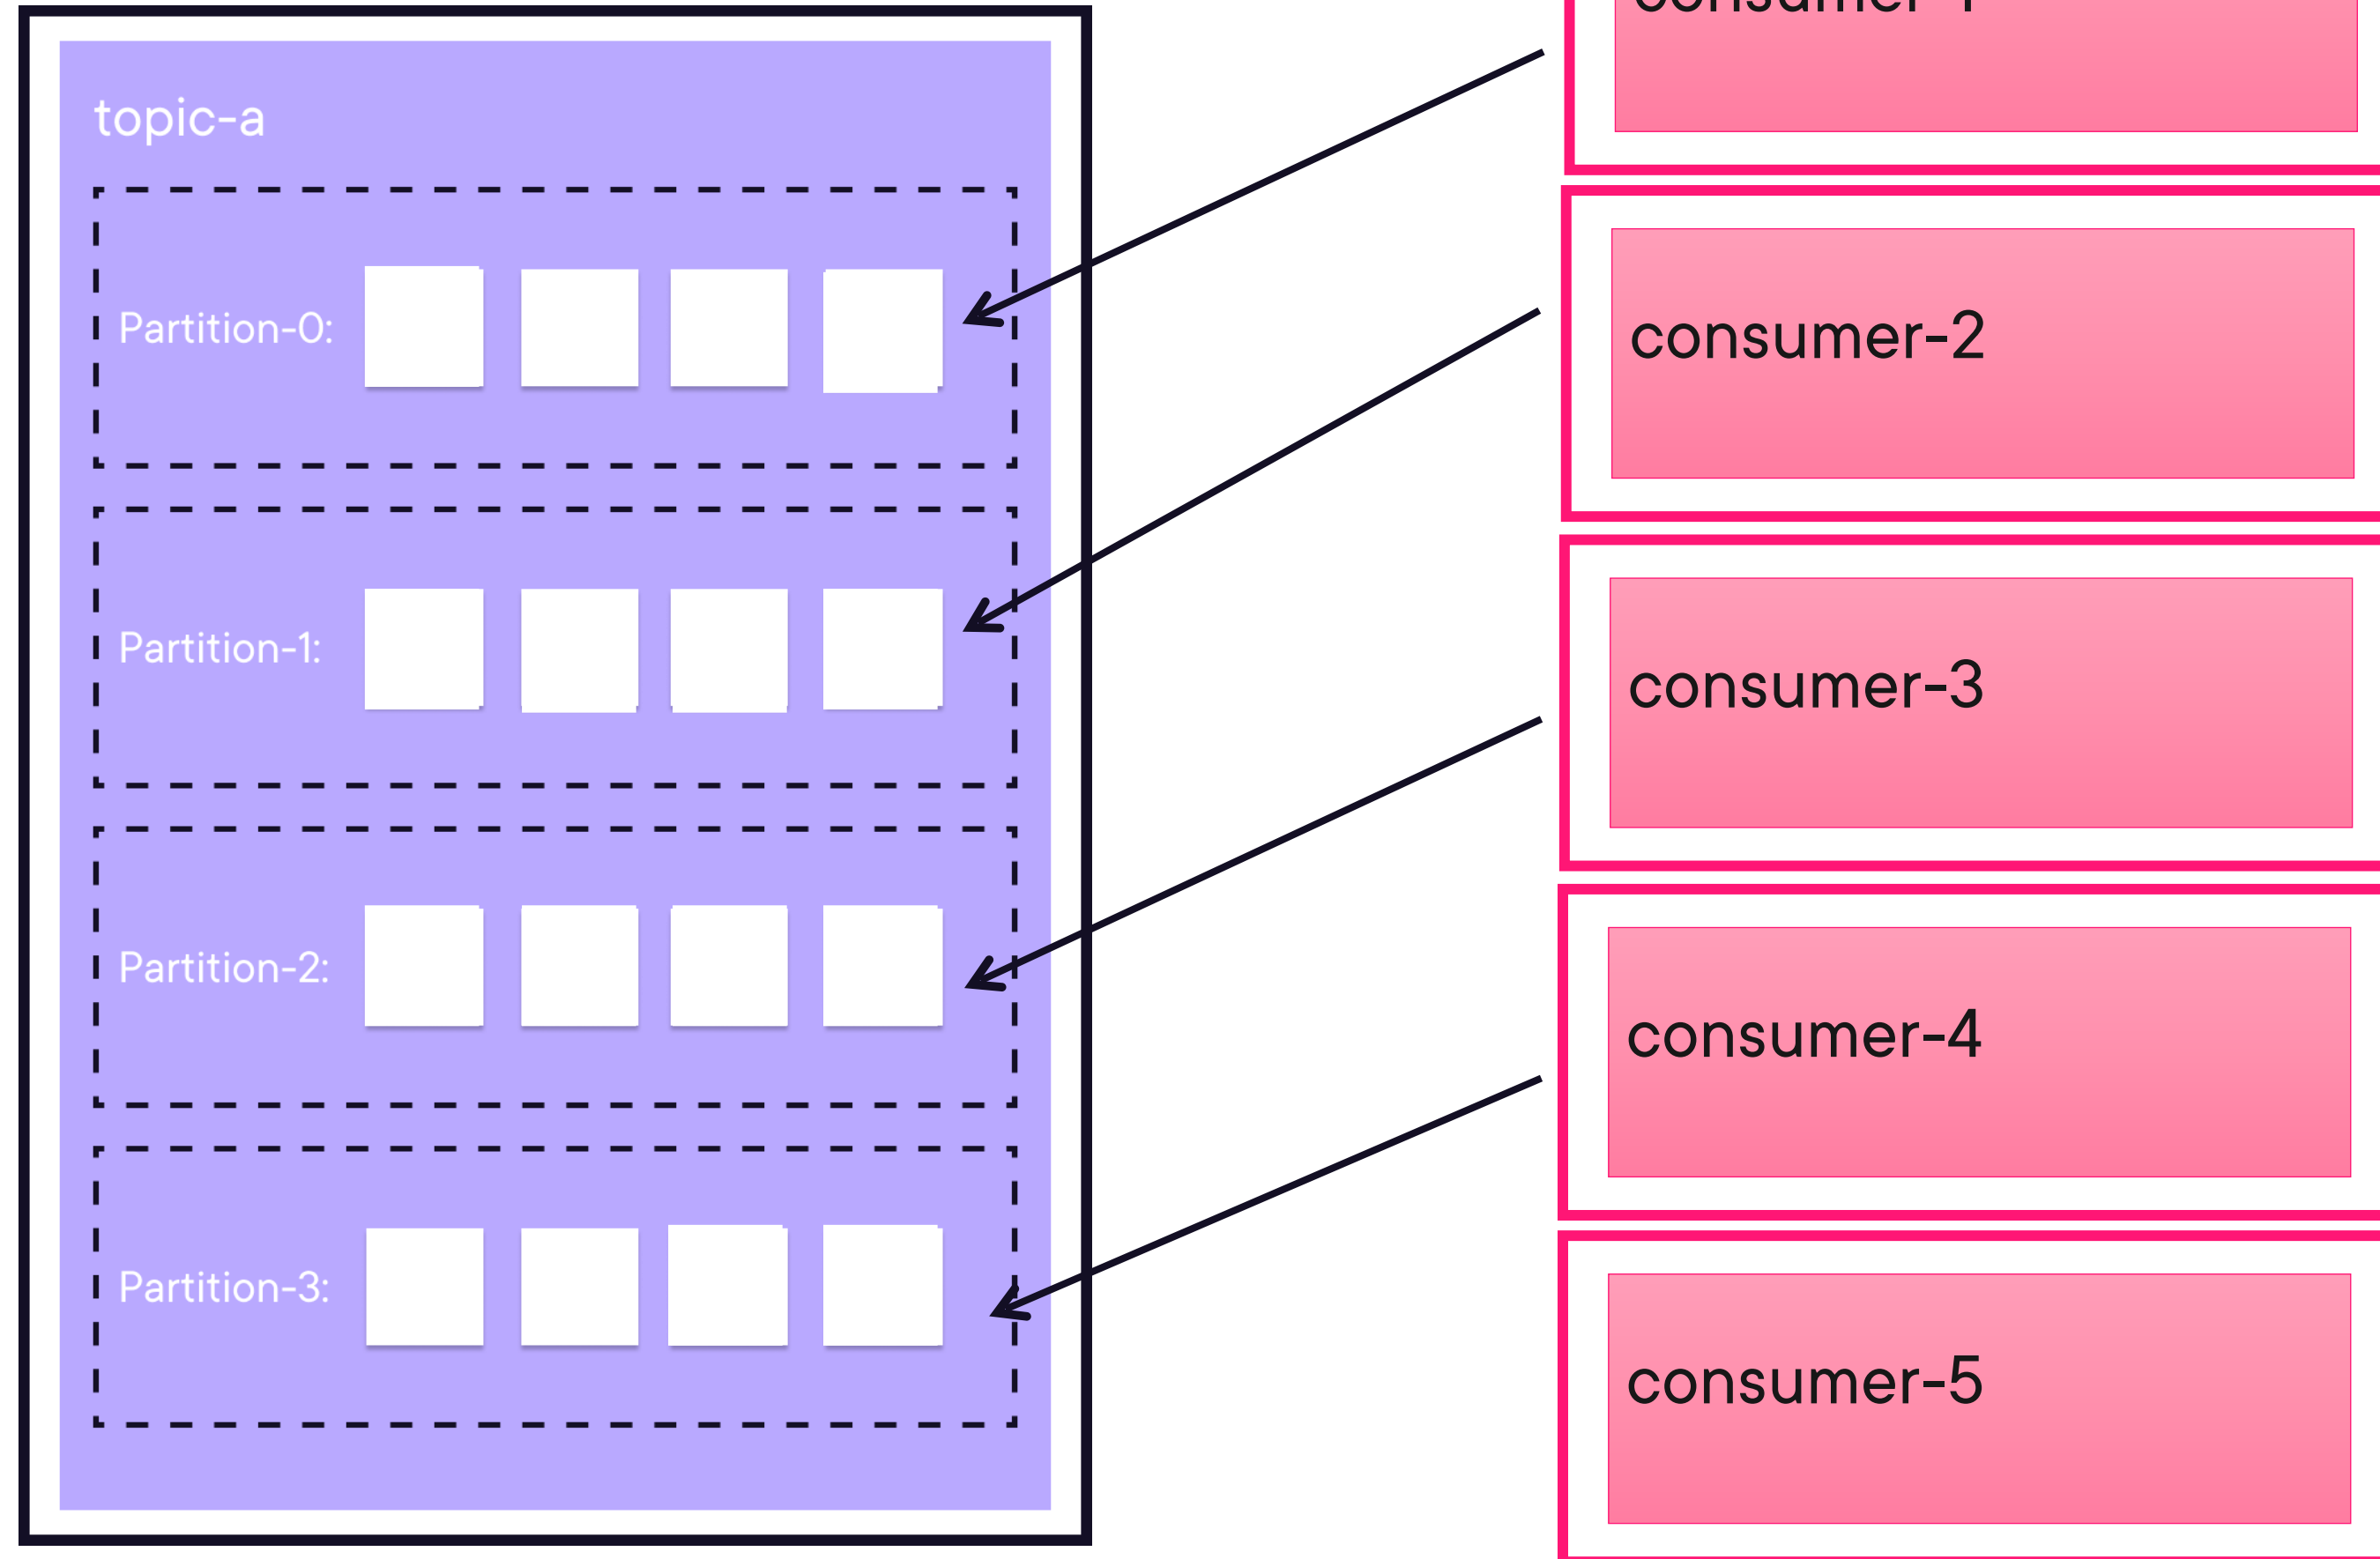 topic-a
Partition-0:
Partition-1:
Partition-2:
Partition-3:
consumer-2
consumer-3
consumer-4
consumer-5